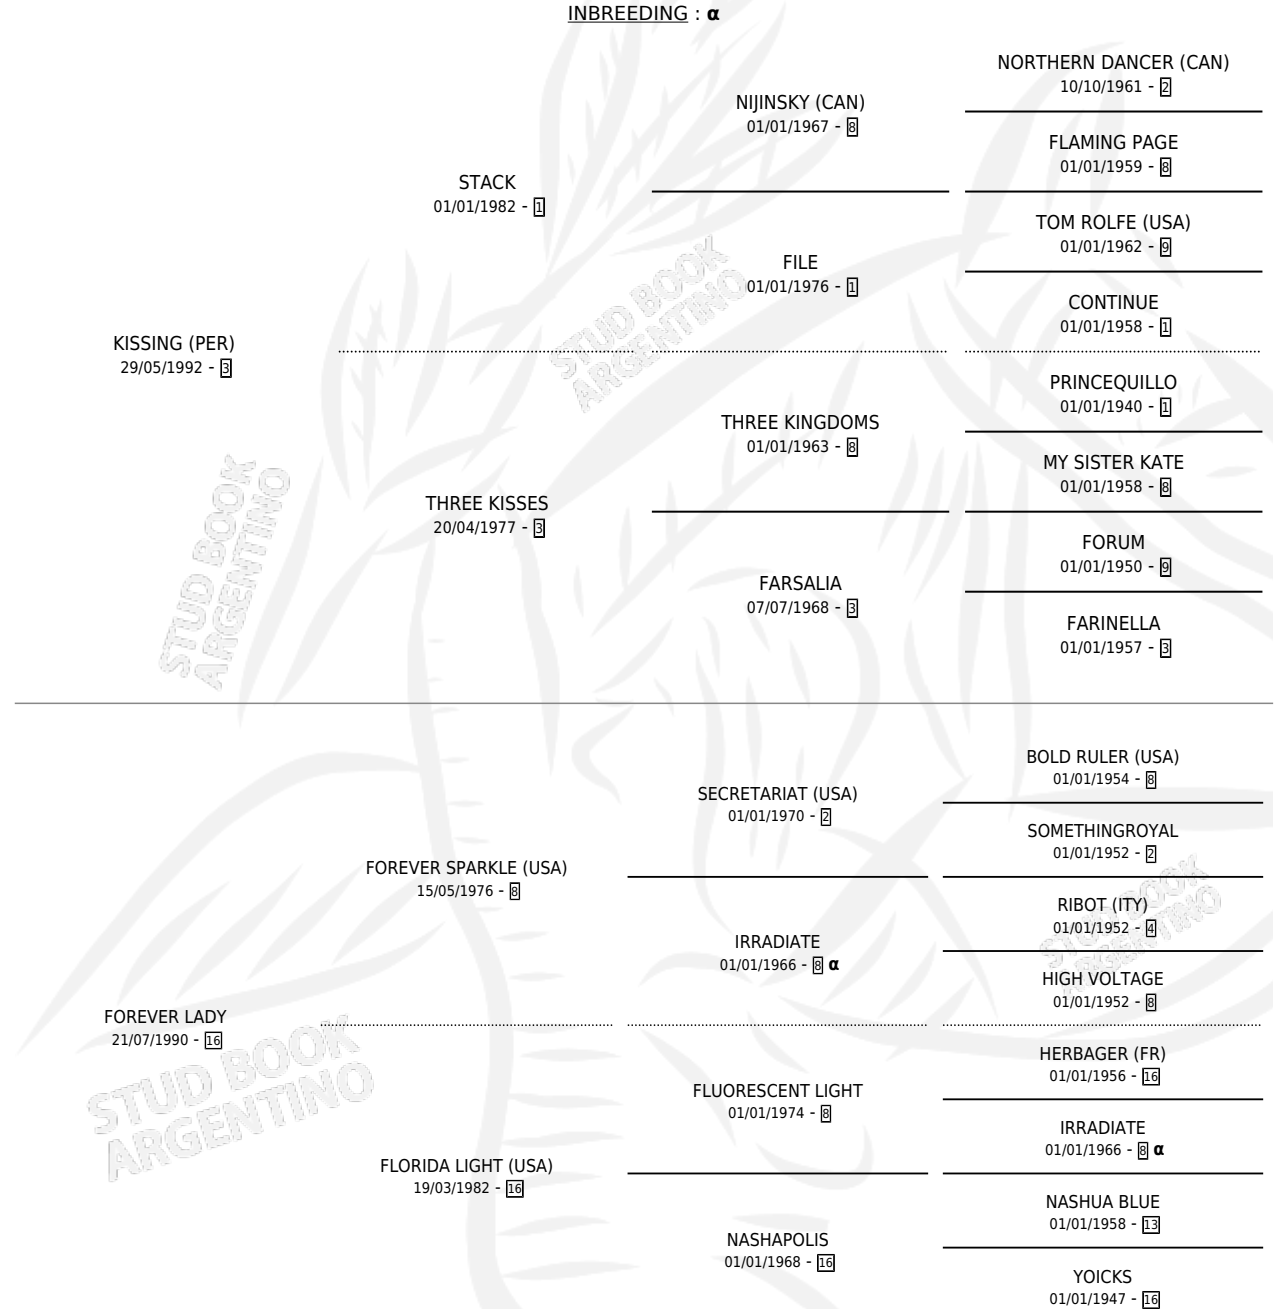 INBREEDING : α
NORTHERN DANCER (CAN)
10/10/1961 - 2
NIJINSKY (CAN)
01/01/1967 - 8
FLAMING PAGE
01/01/1959 - 8
STACK
01/01/1982 - 1
TOM ROLFE (USA)
01/01/1962 - 9
FILE
01/01/1976 - 1
CONTINUE
01/01/1958 - 1
KISSING (PER)
29/05/1992 - 3
PRINCEQUILLO
01/01/1940 - 1
THREE KINGDOMS
01/01/1963 - 8
MY SISTER KATE
01/01/1958 - 8
THREE KISSES
20/04/1977 - 3
FORUM
01/01/1950 - 9
FARSALIA
07/07/1968 - 3
FARINELLA
01/01/1957 - 3
BOLD RULER (USA)
01/01/1954 - 8
SECRETARIAT (USA)
01/01/1970 - 2
SOMETHINGROYAL
01/01/1952 - 2
FOREVER SPARKLE (USA)
15/05/1976 - 8
RIBOT (ITY)
01/01/1952 - 4
IRRADIATE
01/01/1966 - 8 α
HIGH VOLTAGE
01/01/1952 - 8
FOREVER LADY
21/07/1990 - 16
HERBAGER (FR)
01/01/1956 - 16
FLUORESCENT LIGHT
01/01/1974 - 8
IRRADIATE
01/01/1966 - 8 α
FLORIDA LIGHT (USA)
19/03/1982 - 16
NASHUA BLUE
01/01/1958 - 13
NASHAPOLIS
01/01/1968 - 16
YOICKS
01/01/1947 - 16
STUD BOOK
ARGENTINO
STUD BOOK
ARGENTINO
STUD BOOK
ARGENTINO
STUD BOOK
ARGENTINO